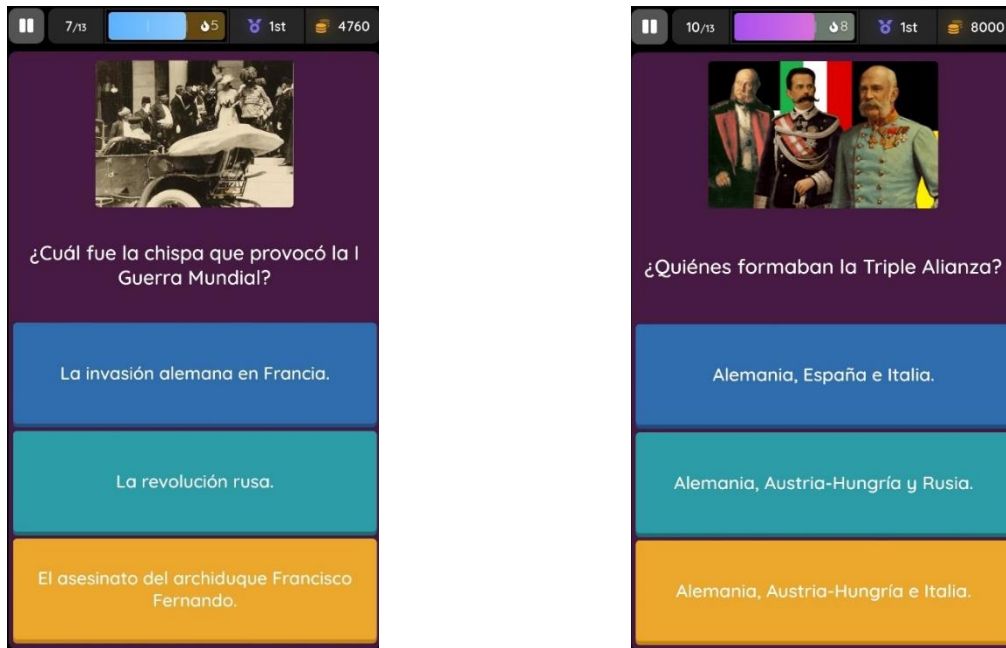 7/13
5
1st
4760
¿Cuál fue la chispa que provocó la I
Guerra Mundial?
La invasión alemana en Francia.
La revolución rusa.
El asesinato del archiduque Francisco
Fernando.
10/13
8
1st
8000
¿Quiénes formaban la Triple Alianza?
Alemania, España e Italia.
Alemania, Austria-Hungría y Rusia.
Alemania, Austria-Hungría e Italia.